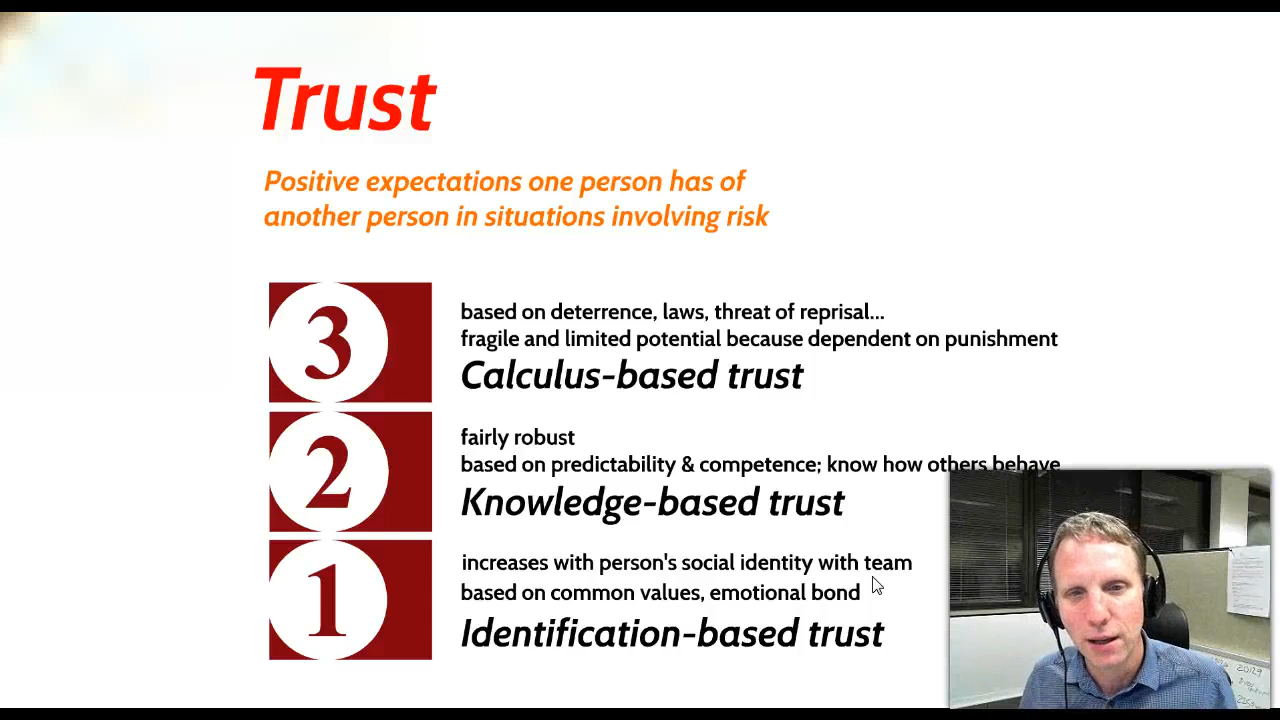 Trust
Positive expectations one person has of
another person in situations involving risk
3
based on deterrence, laws, threat of reprisal...
fragile and limited potential because dependent on punishment
Calculus-based trust
2
fairly robust
based on predictability & competence; know how others behave
Knowledge-based trust
1
increases with person's social identity with team
based on common values, emotional bond
Identification-based trust